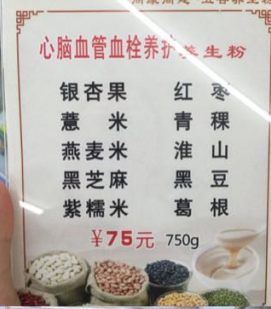 心脑血管血栓养护养生粉
银杏果 红枣
薏米 青稞
燕麦米 淮山
黑芝麻 黑豆
紫糯米 葛根
￥75元 750g